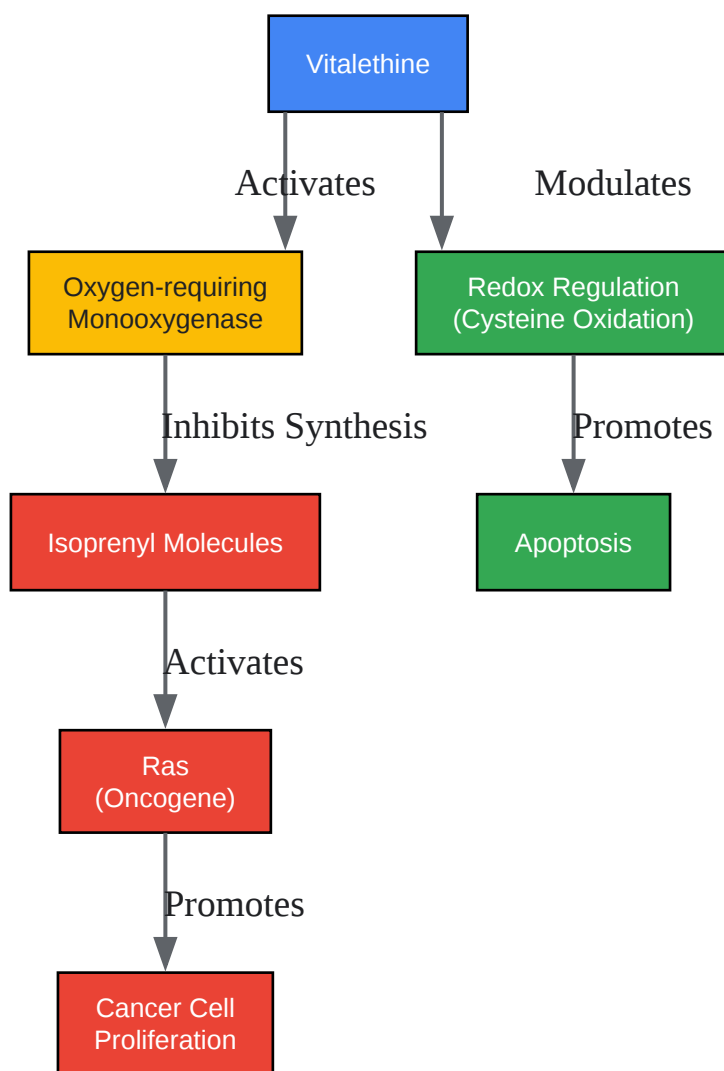 Vitalethine
Activates
Modulates
Oxygen-requiring
Monooxygenase
Redox Regulation
(Cysteine Oxidation)
Inhibits Synthesis
Promotes
Isoprenyl Molecules
Apoptosis
Activates
Ras
(Oncogene)
Promotes
Cancer Cell
Proliferation